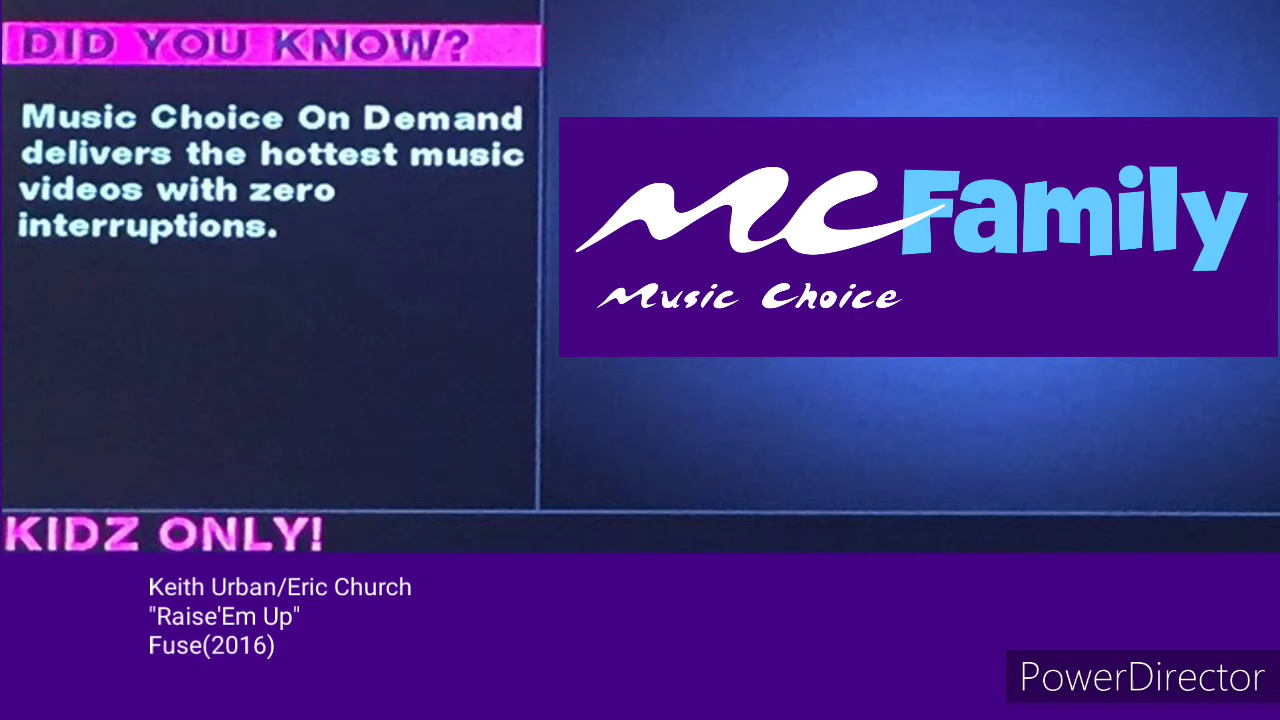 DID YOU KNOW?
Music Choice On Demand
delivers the hottest music
videos with zero
interruptions.
MC Family
Music Choice
KIDZ ONLY!
Keith Urban/Eric Church
"Raise'Em Up"
Fuse(2016)
PowerDirector